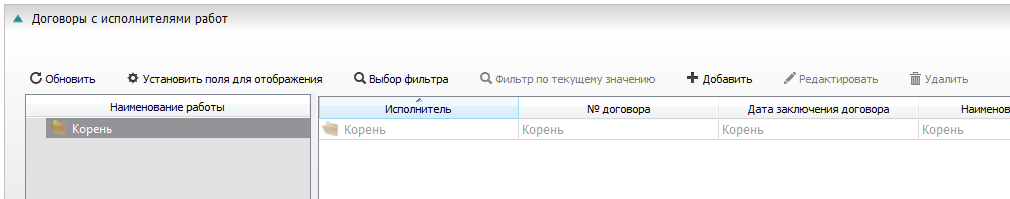 Договоры с исполнителями работ
Обновить Установить поля для отображения Выбор фильтра Фильтр по текущему значению Добавить Редактировать Удалить
Наименование работы Исполнитель № договора Дата заключения договора Наименов
Корень Корень Корень Корень Корень